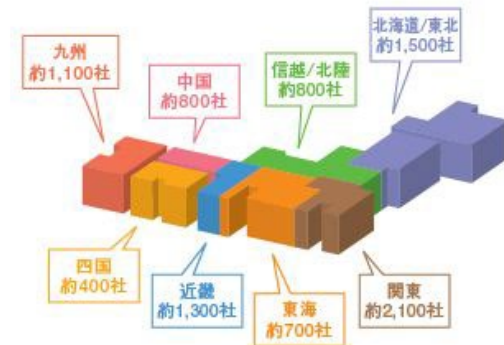 北海道/東北
約1,500社
九州
約1,100社
中国
約800社
信越/北陸
約800社
四国
約400社
近畿
約1,300社
東海
約700社
関東
約2,100社